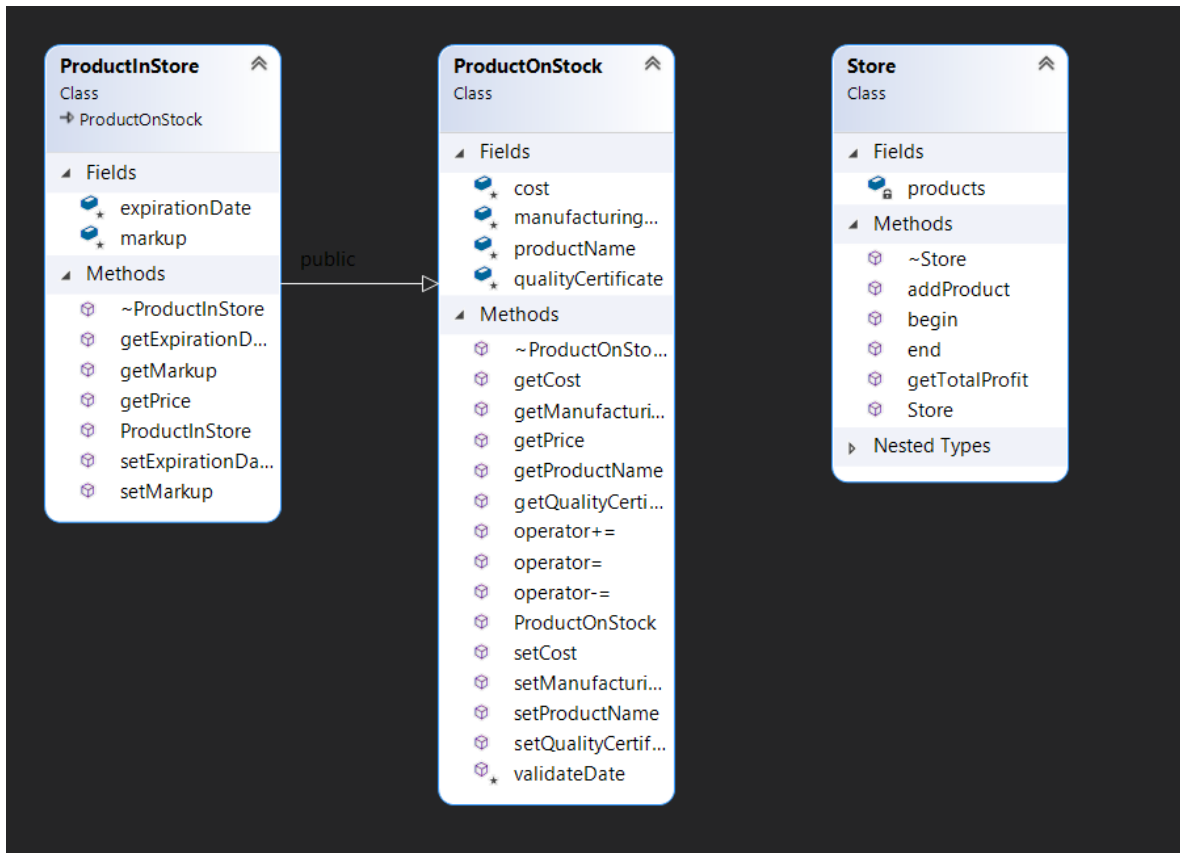 ProductInStore
Class
ProductOnStock
Fields
expirationDate
markup
Methods
~ProductInStore
getExpirationD...
getMarkup
getPrice
ProductInStore
setExpirationDa...
setMarkup
public
ProductOnStock
Class
Fields
cost
manufacturing...
productName
qualityCertificate
Methods
~ProductOnSto...
getCost
getManufacturi...
getPrice
getProductName
getQualityCerti...
operator+=
operator=
operator-=
ProductOnStock
setCost
setManufacturi...
setProductName
setQualityCertif...
validateDate
Store
Class
Fields
products
Methods
~Store
addProduct
begin
end
getTotalProfit
Store
Nested Types